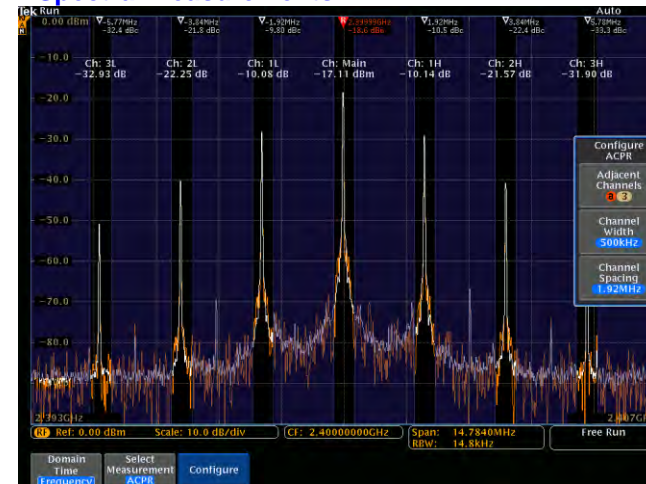 Tek Run
Auto
0.00 dBm
-5.77MHz
-32.4 dBc
-3.84MHz
-21.8 dBc
-1.92MHz
-9.80 dBc
R
-18.6 dBm
1.92MHz
-10.5 dBc
3.84MHz
-22.4 dBc
5.78MHz
-33.3 dBc
-10.0
Ch: 3L
-32.93 dB
Ch: 2L
-22.25 dB
Ch: 1L
-10.08 dB
Ch: Main
-17.11 dBm
Ch: 1H
-10.14 dB
Ch: 2H
-21.57 dB
Ch: 3H
-31.90 dB
-20.0
-30.0
-40.0
-50.0
-60.0
-70.0
-80.0
Configure
ACPR
Adjacent
Channels
a 3
Channel
Width
500kHz
Channel
Spacing
1.92MHz
2.393GHz
RF Ref: 0.00 dBm Scale: 10.0 dB/div
CF: 2.40000000GHz
Span: 14.7840MHz
RBW: 14.8kHz
Free Run
Domain
Time
Frequency
Select
Measurement
ACPR
Configure